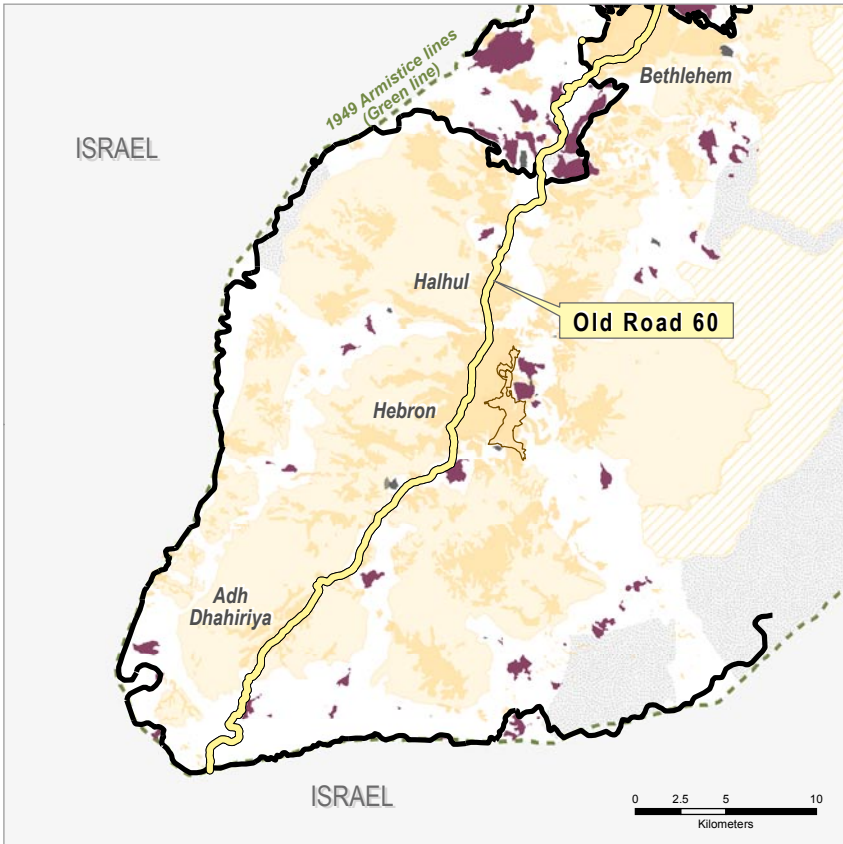 1949 Armistice lines
(Green line)
Bethlehem
ISRAEL
Halhul
Old Road 60
Hebron
Adh
Dhahiriya
ISRAEL
0 2.5 5 10
Kilometers